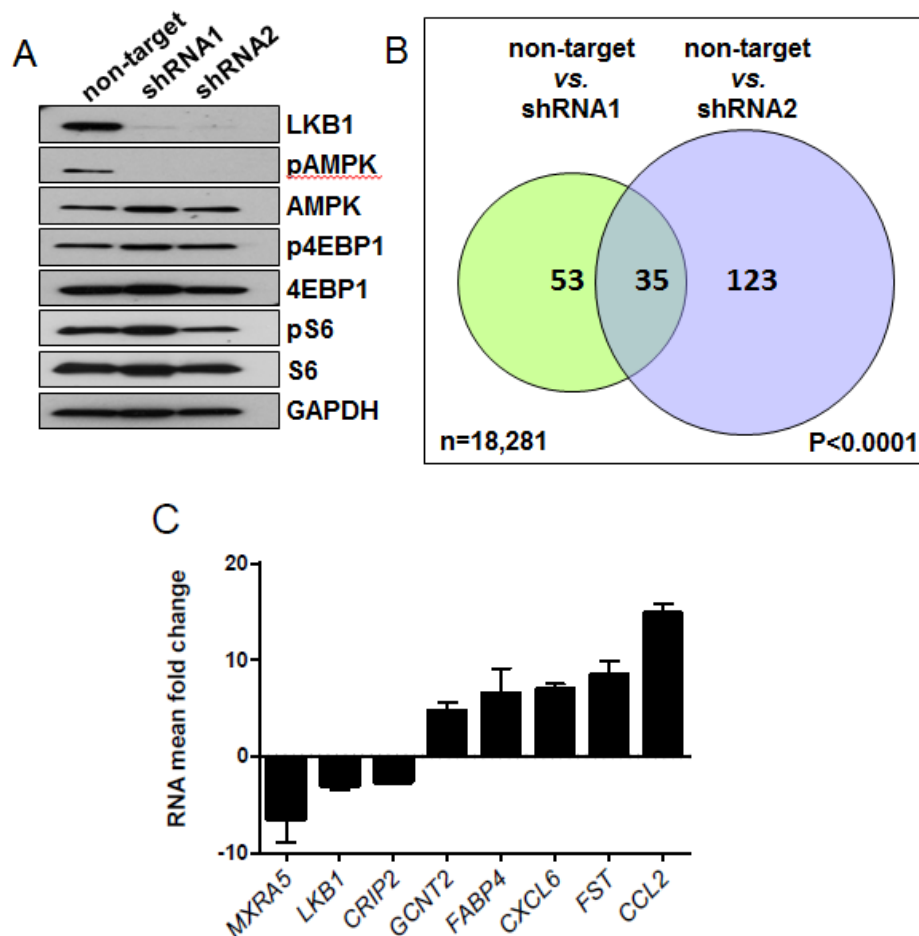 A
non-target
shRNA1
shRNA2
LKB1
pAMPK
AMPK
p4EBP1
4EBP1
pS6
S6
GAPDH
B
non-target
vs.
shRNA1
non-target
vs.
shRNA2
53
35
123
n=18,281
P<0.0001
C
RNA mean fold change
20
10
0
-10
MXRA5
LKB1
CRIP2
GCNT2
FABP4
CXCL6
FST
CCL2